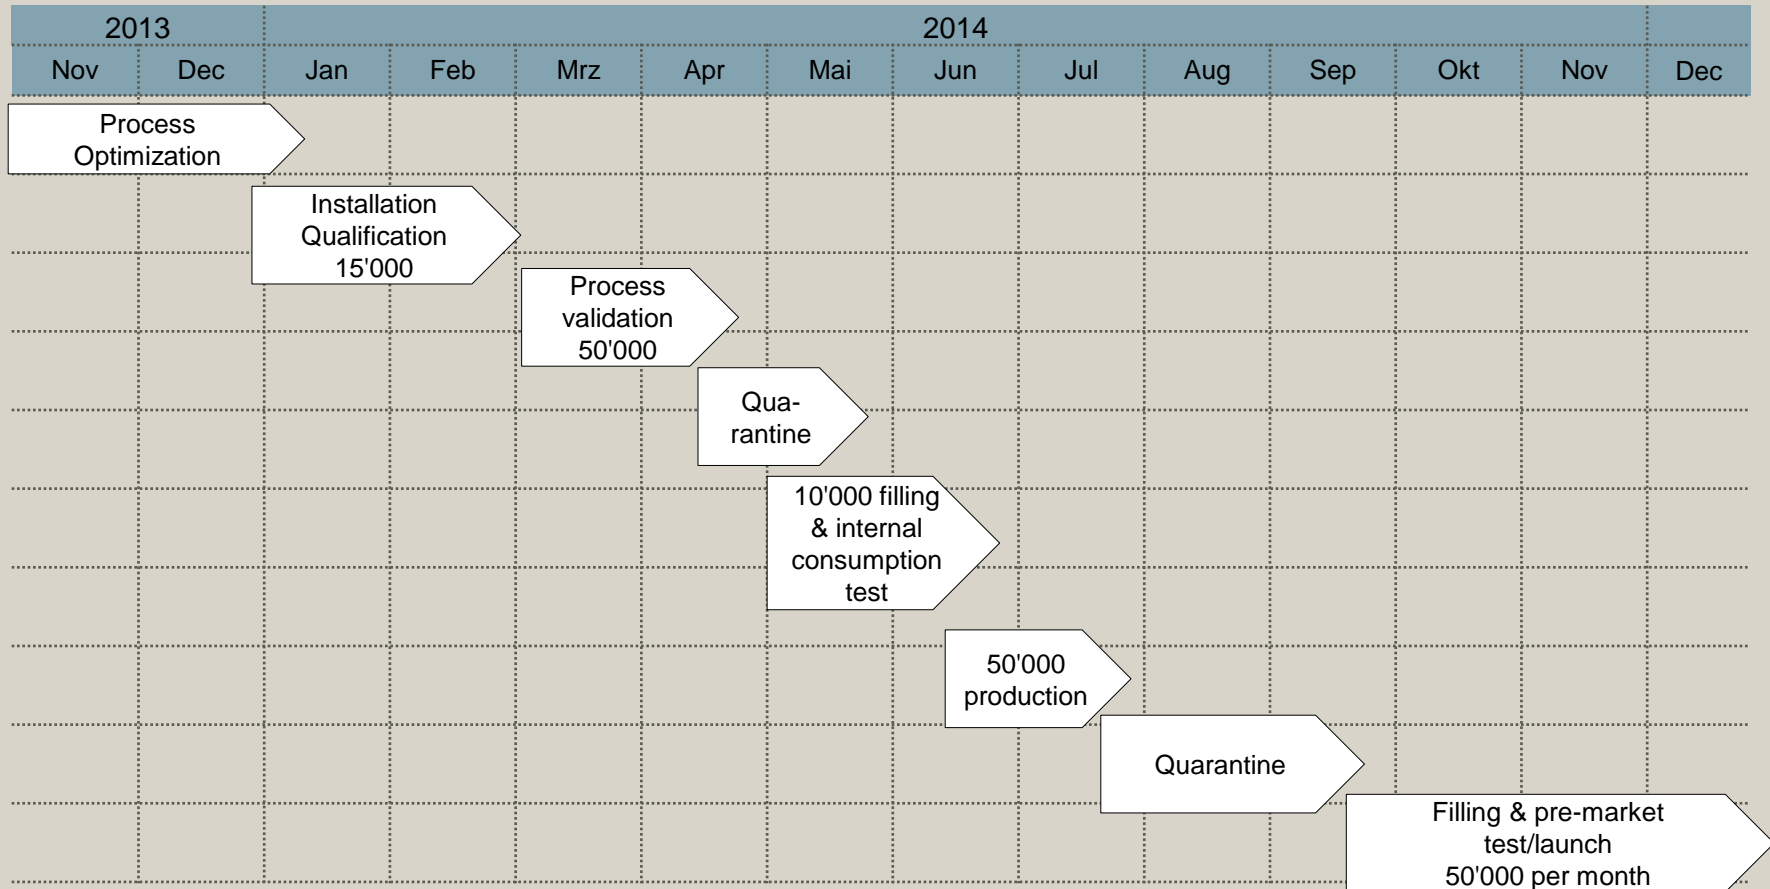 2013 2014
Nov Dec Jan Feb Mrz Apr Mai Jun Jul Aug Sep Okt Nov Dec
Process
Optimization
Installation
Qualification
15'000
Process
validation
50'000
Qua-
rantine
10'000 filling
& internal
consumption
test
50'000
production
Quarantine
Filling & pre-market
test/launch
50'000 per month